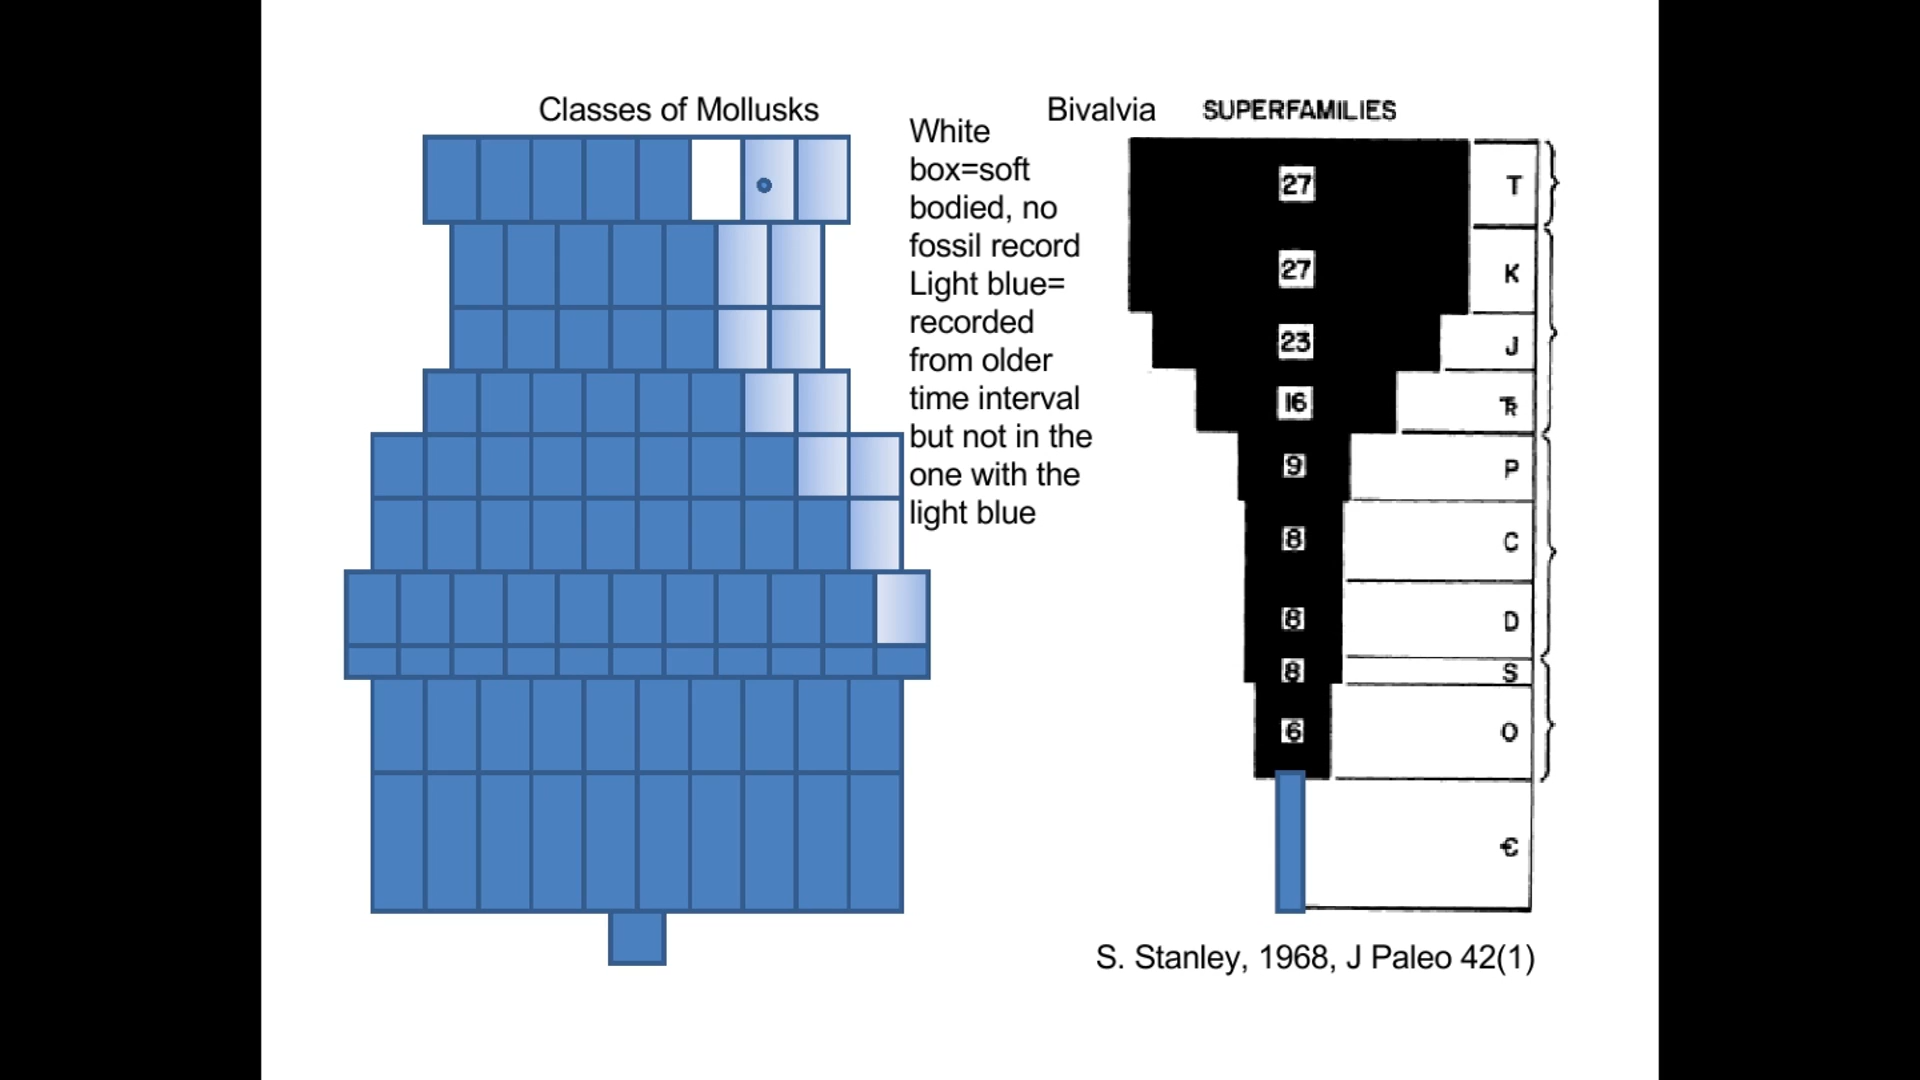 Classes of Mollusks
White
box=soft
bodied, no
fossil record
Light blue=
recorded
from older
time interval
but not in the
one with the
light blue
Bivalvia SUPERFAMILIES
27 T
27 K
23 J
16 TR
9 P
8 C
8 D
8 S
6 O
Ꞓ
S. Stanley, 1968, J Paleo 42(1)